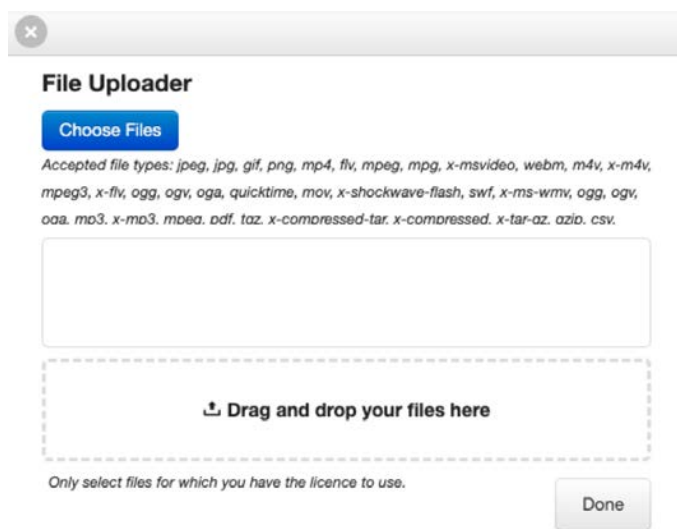 File Uploader
Choose Files
Accepted file types: jpeg, jpg, gif, png, mp4, flv, mpeg, mpg, x-msvideo, webm, m4v, x-m4v,
mpeg3, x-flv, ogg, ogv, oga, quicktime, mov, x-shockwave-flash, swf, x-ms-wmv, ogg, ogv,
oga, mp3, x-mp3, mpeg, pdf, tgz, x-compressed-tar, x-compressed, x-tar-gz, gzip, csv,
Drag and drop your files here
Only select files for which you have the licence to use.
Done